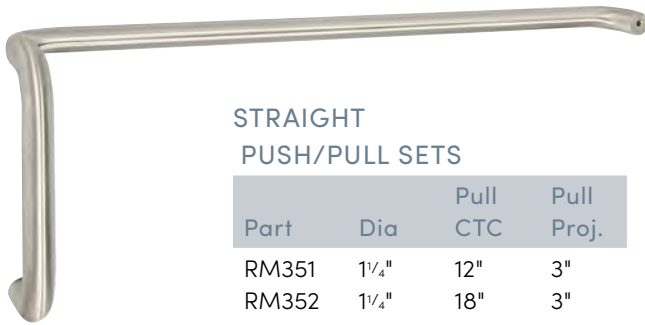 STRAIGHT
PUSH/PULL SETS
Part Dia Pull CTC Pull Proj.
RM351 1¼" 12" 3"
RM352 1¼" 18" 3"